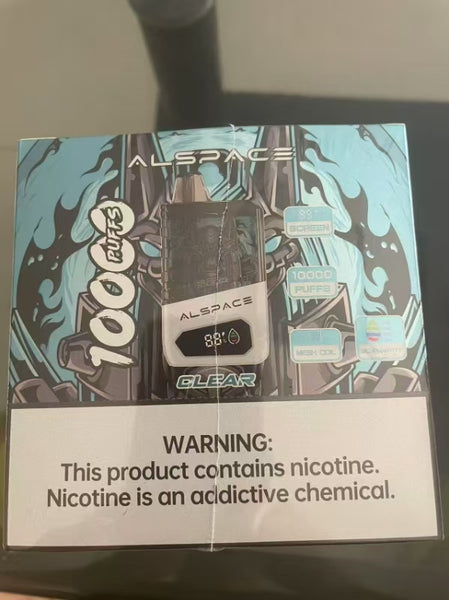 ALSPACE
10000
PUFFS
SCREEN
10000
PUFFS
MESH COIL
ALSPACE
CLEAR
WARNING:
This product contains nicotine.
Nicotine is an addictive chemical.